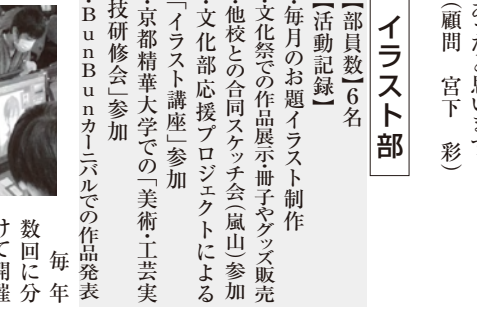 (顧問 宮下 彩)
イラスト部
【部員数】6名
【活動記録】
・毎月のお題イラスト制作
・文化祭での作品展示・冊子やグッズ販売
・他校との合同スケッチ会(嵐山)参加
・文化部応援プロジェクトによる
「イラスト講座」参加
・京都精華大学での「美術・工芸実
技研修会」参加
・BunBunカーニバルでの作品発表
毎年
数回に分
けて開催